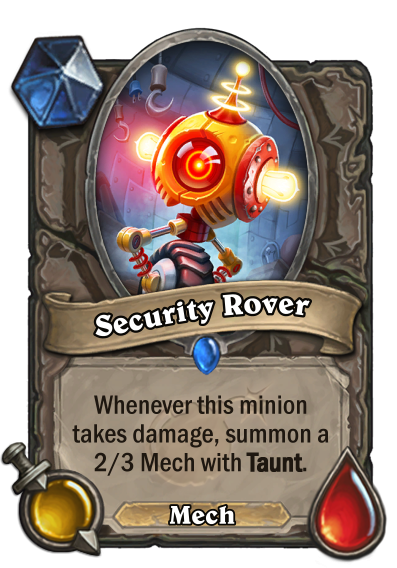 Security Rover
Whenever this minion
takes damage, summon a
2/3 Mech with Taunt.
Mech